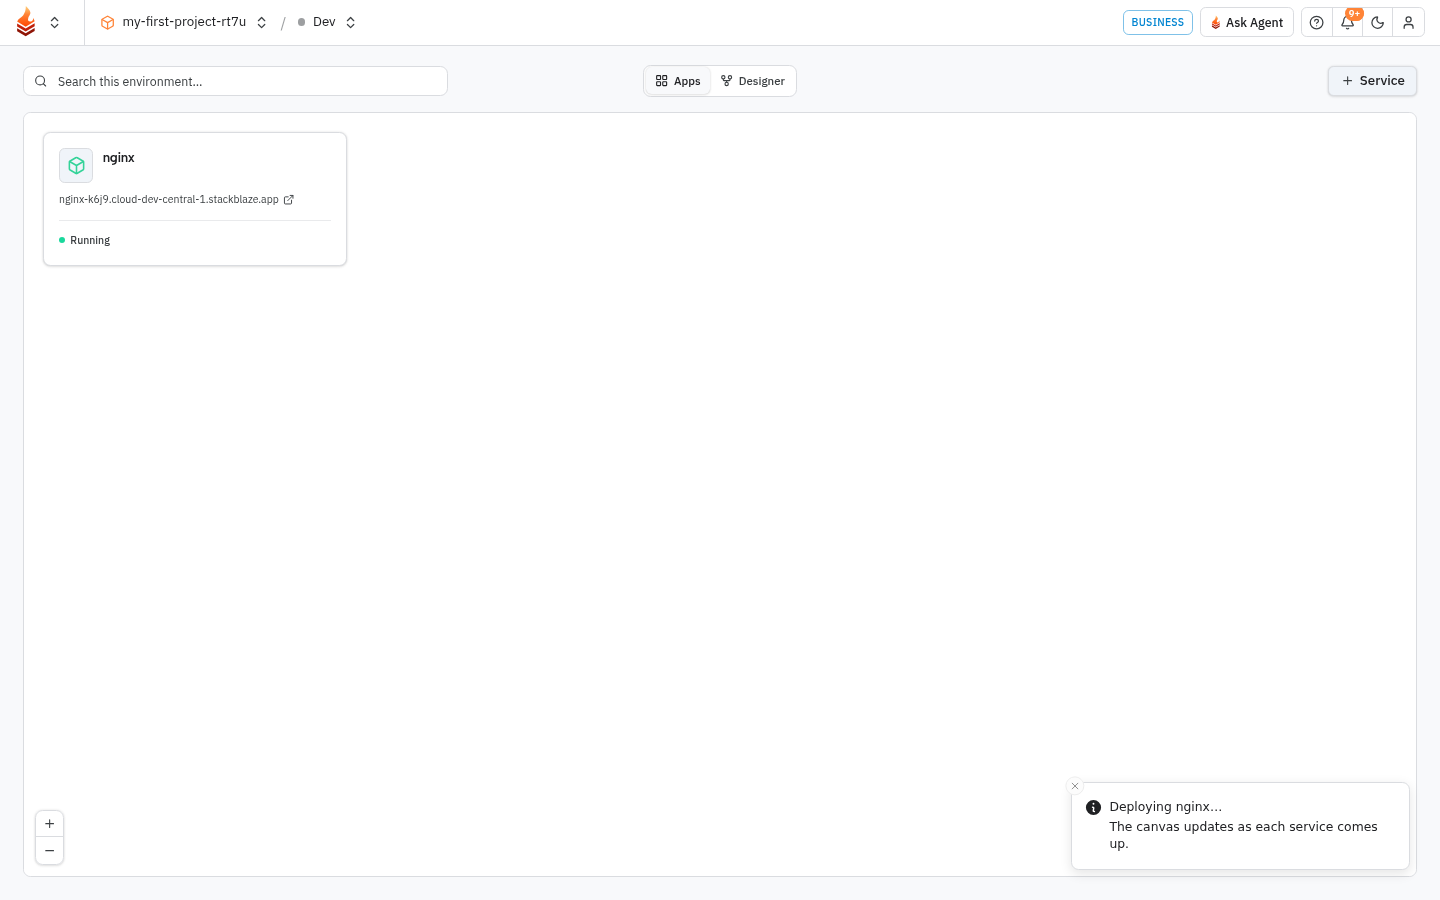 my-first-project-rt7u / Dev
BUSINESS
Ask Agent
9+
Search this environment...
Apps
Designer
+ Service
nginx
nginx-k6j9.cloud-dev-central-1.stackblaze.app
Running
+
−
Deploying nginx...
The canvas updates as each service comes
up.